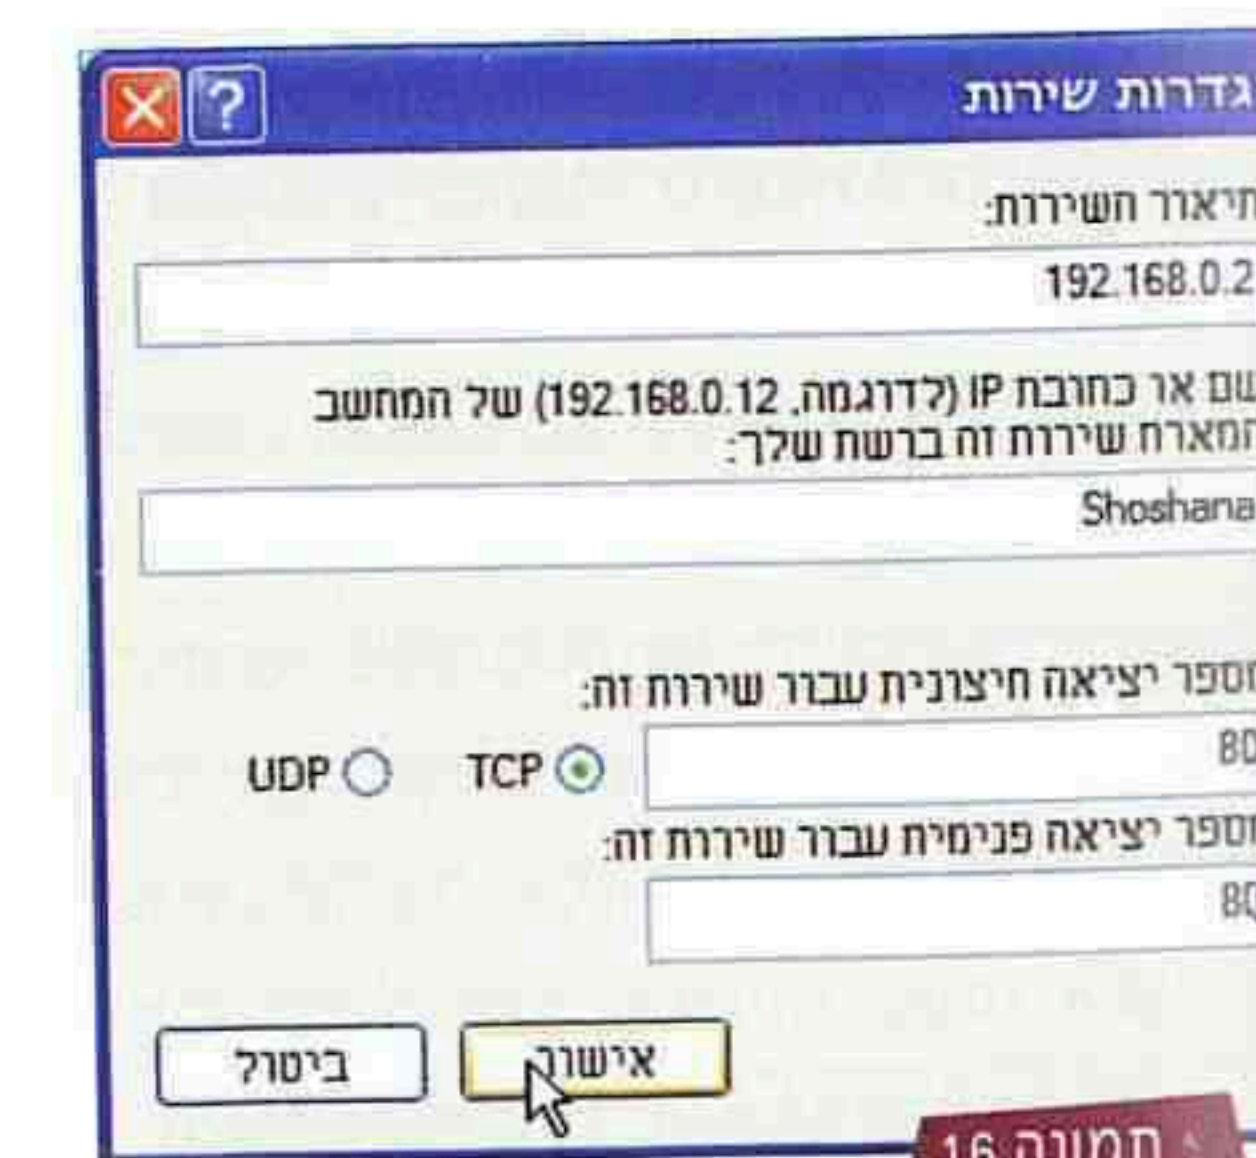 גדרות שירות
תיאור השירות:
192.168.0.2
שם או כתובת IP (לדוגמה, 192.168.0.12) של המחשב
המארח שירות זה ברשת שלך:
Shoshana
מספר יציאה חיצונית עבור שירות זה:
80
TCP UDP
מספר יציאה פנימית עבור שירות זה:
80
אישור ביטול
תמונה 16